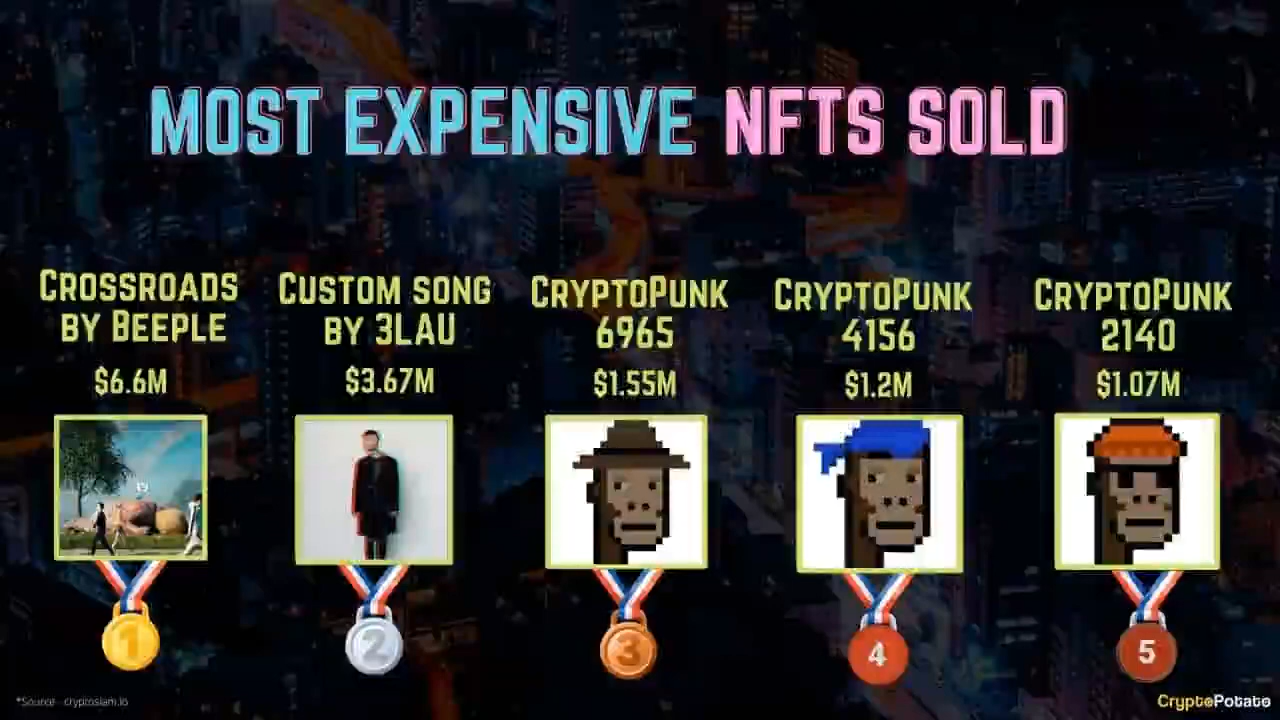 MOST EXPENSIVE NFTS SOLD
CROSSROADS
BY BEEPLE
$6.6M
CUSTOM SONG
BY 3LAU
$3.67M
CRYPTOPUNK
6965
$1.55M
CRYPTOPUNK
4156
$1.2M
CRYPTOPUNK
2140
$1.07M
1
2
3
4
5
*Source - cryptoslam.io
CryptoPotato